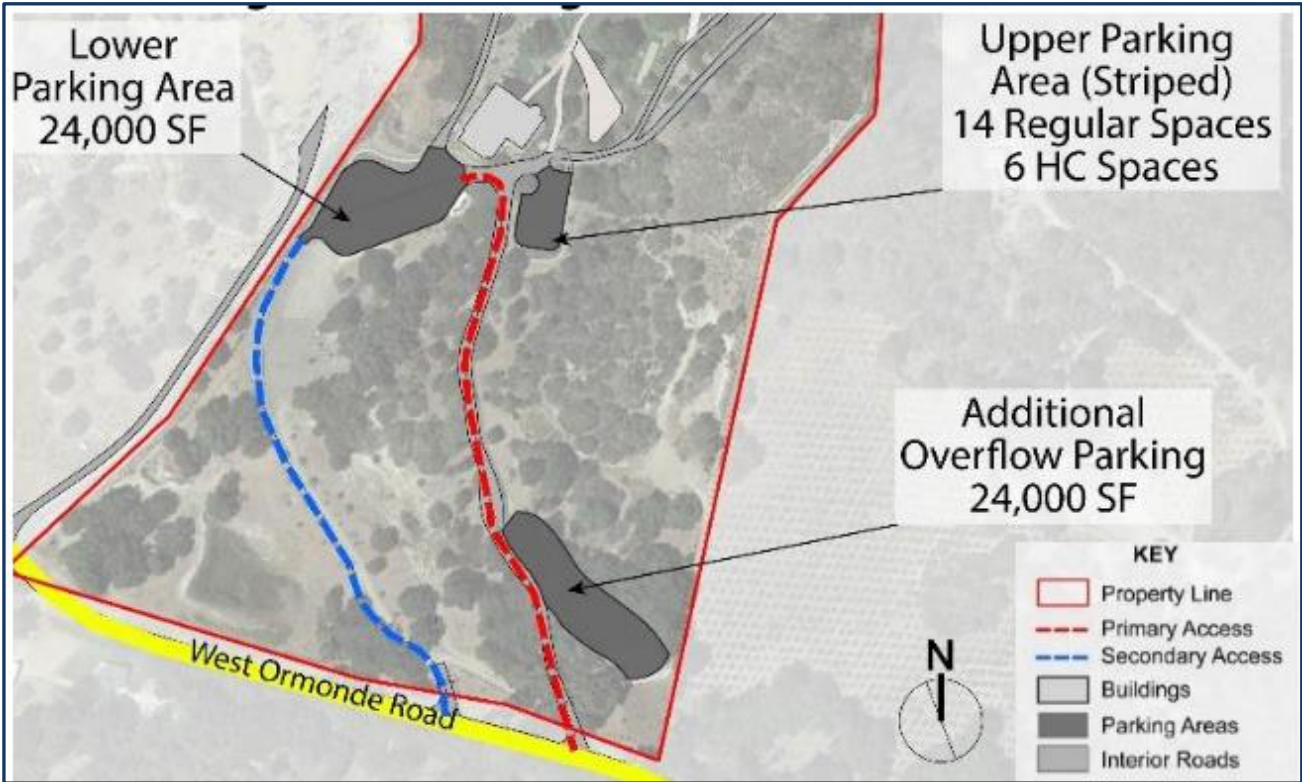 Lower
Parking Area
24,000 SF
Upper Parking
Area (Striped)
14 Regular Spaces
6 HC Spaces
Additional
Overflow Parking
24,000 SF
West Ormonde Road
N
KEY
Property Line
Primary Access
Secondary Access
Buildings
Parking Areas
Interior Roads